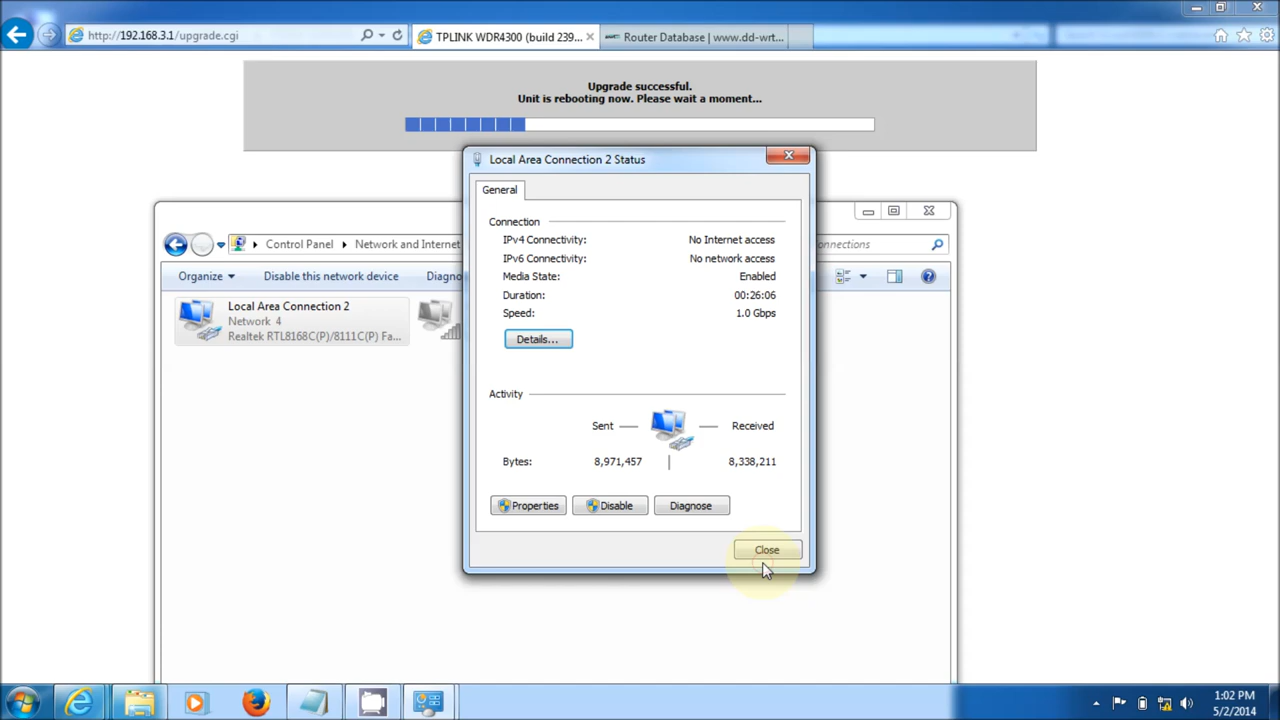 http://192.168.3.1/upgrade.cgi
TPLINK WDR4300 (build 239...
Router Database | www.dd-wrt...
Upgrade successful.
Unit is rebooting now. Please wait a moment...
Local Area Connection 2 Status
General
Connection
IPv4 Connectivity: No Internet access
IPv6 Connectivity: No network access
Media State: Enabled
Duration: 00:26:06
Speed: 1.0 Gbps
Details...
Activity
Sent Received
Bytes: 8,971,457 8,338,211
Properties
Disable
Diagnose
Close
Control Panel
Network and Internet
onnections
Organize
Disable this network device
Diagno
Local Area Connection 2
Network 4
Realtek RTL8168C(P)/8111C(P) Fa...
1:02 PM
5/2/2014